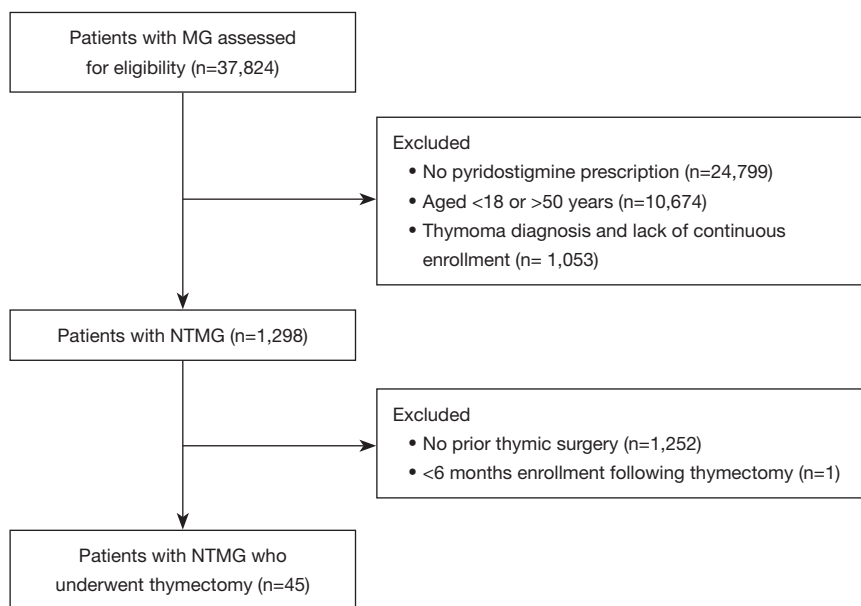 Patients with MG assessed
for eligibility (n=37,824)
Excluded
• No pyridostigmine prescription (n=24,799)
• Aged <18 or >50 years (n=10,674)
• Thymoma diagnosis and lack of continuous
enrollment (n= 1,053)
Patients with NTMG (n=1,298)
Excluded
• No prior thymic surgery (n=1,252)
• <6 months enrollment following thymectomy (n=1)
Patients with NTMG who
underwent thymectomy (n=45)